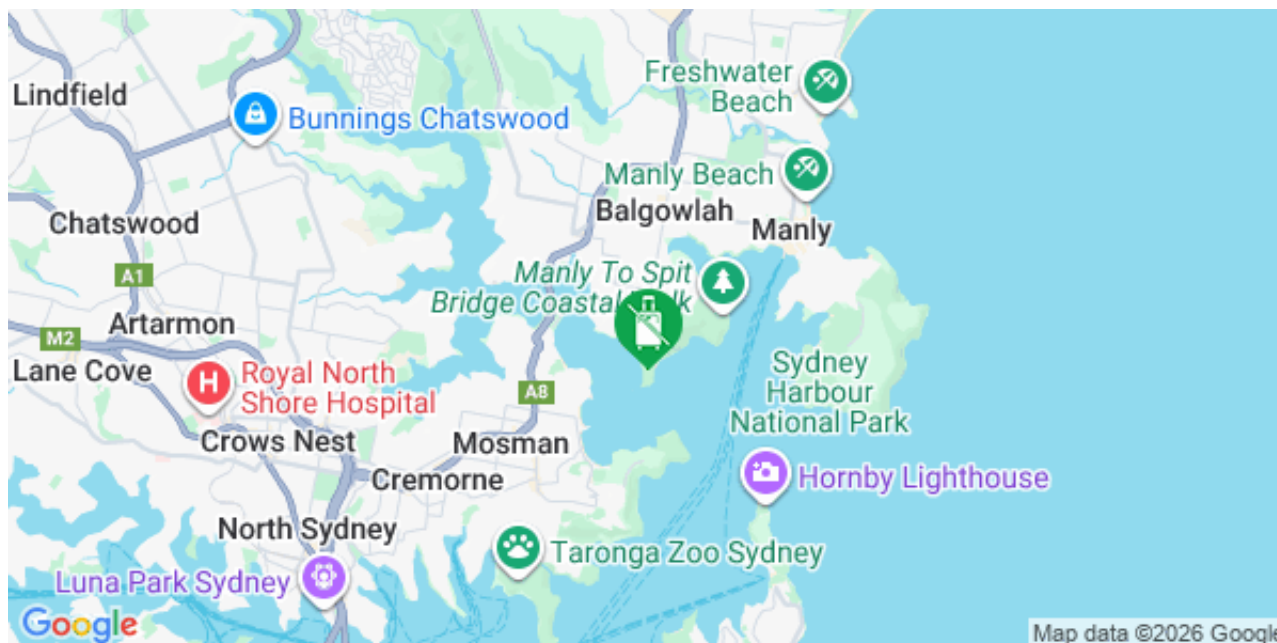 Freshwater
Beach
Lindfield
Bunnings Chatswood
Manly Beach
Balgowlah
Chatswood
Manly
A1
Manly To Spit
Bridge Coastal
Artarmon
M2
Lane Cove
Royal North
Shore Hospital
A8
Sydney
Harbour
National Park
Crows Nest
Mosman
Cremorne
Hornby Lighthouse
North Sydney
Taronga Zoo Sydney
Luna Park Sydney
Google
Map data ©2026 Google